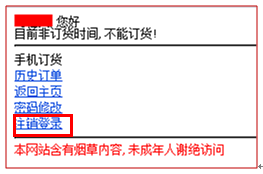 您好
目前非订货时间, 不能订货!
手机订货
历史订单
返回主页
密码修改
注销登录
本网站含有烟草内容, 未成年人谢绝访问